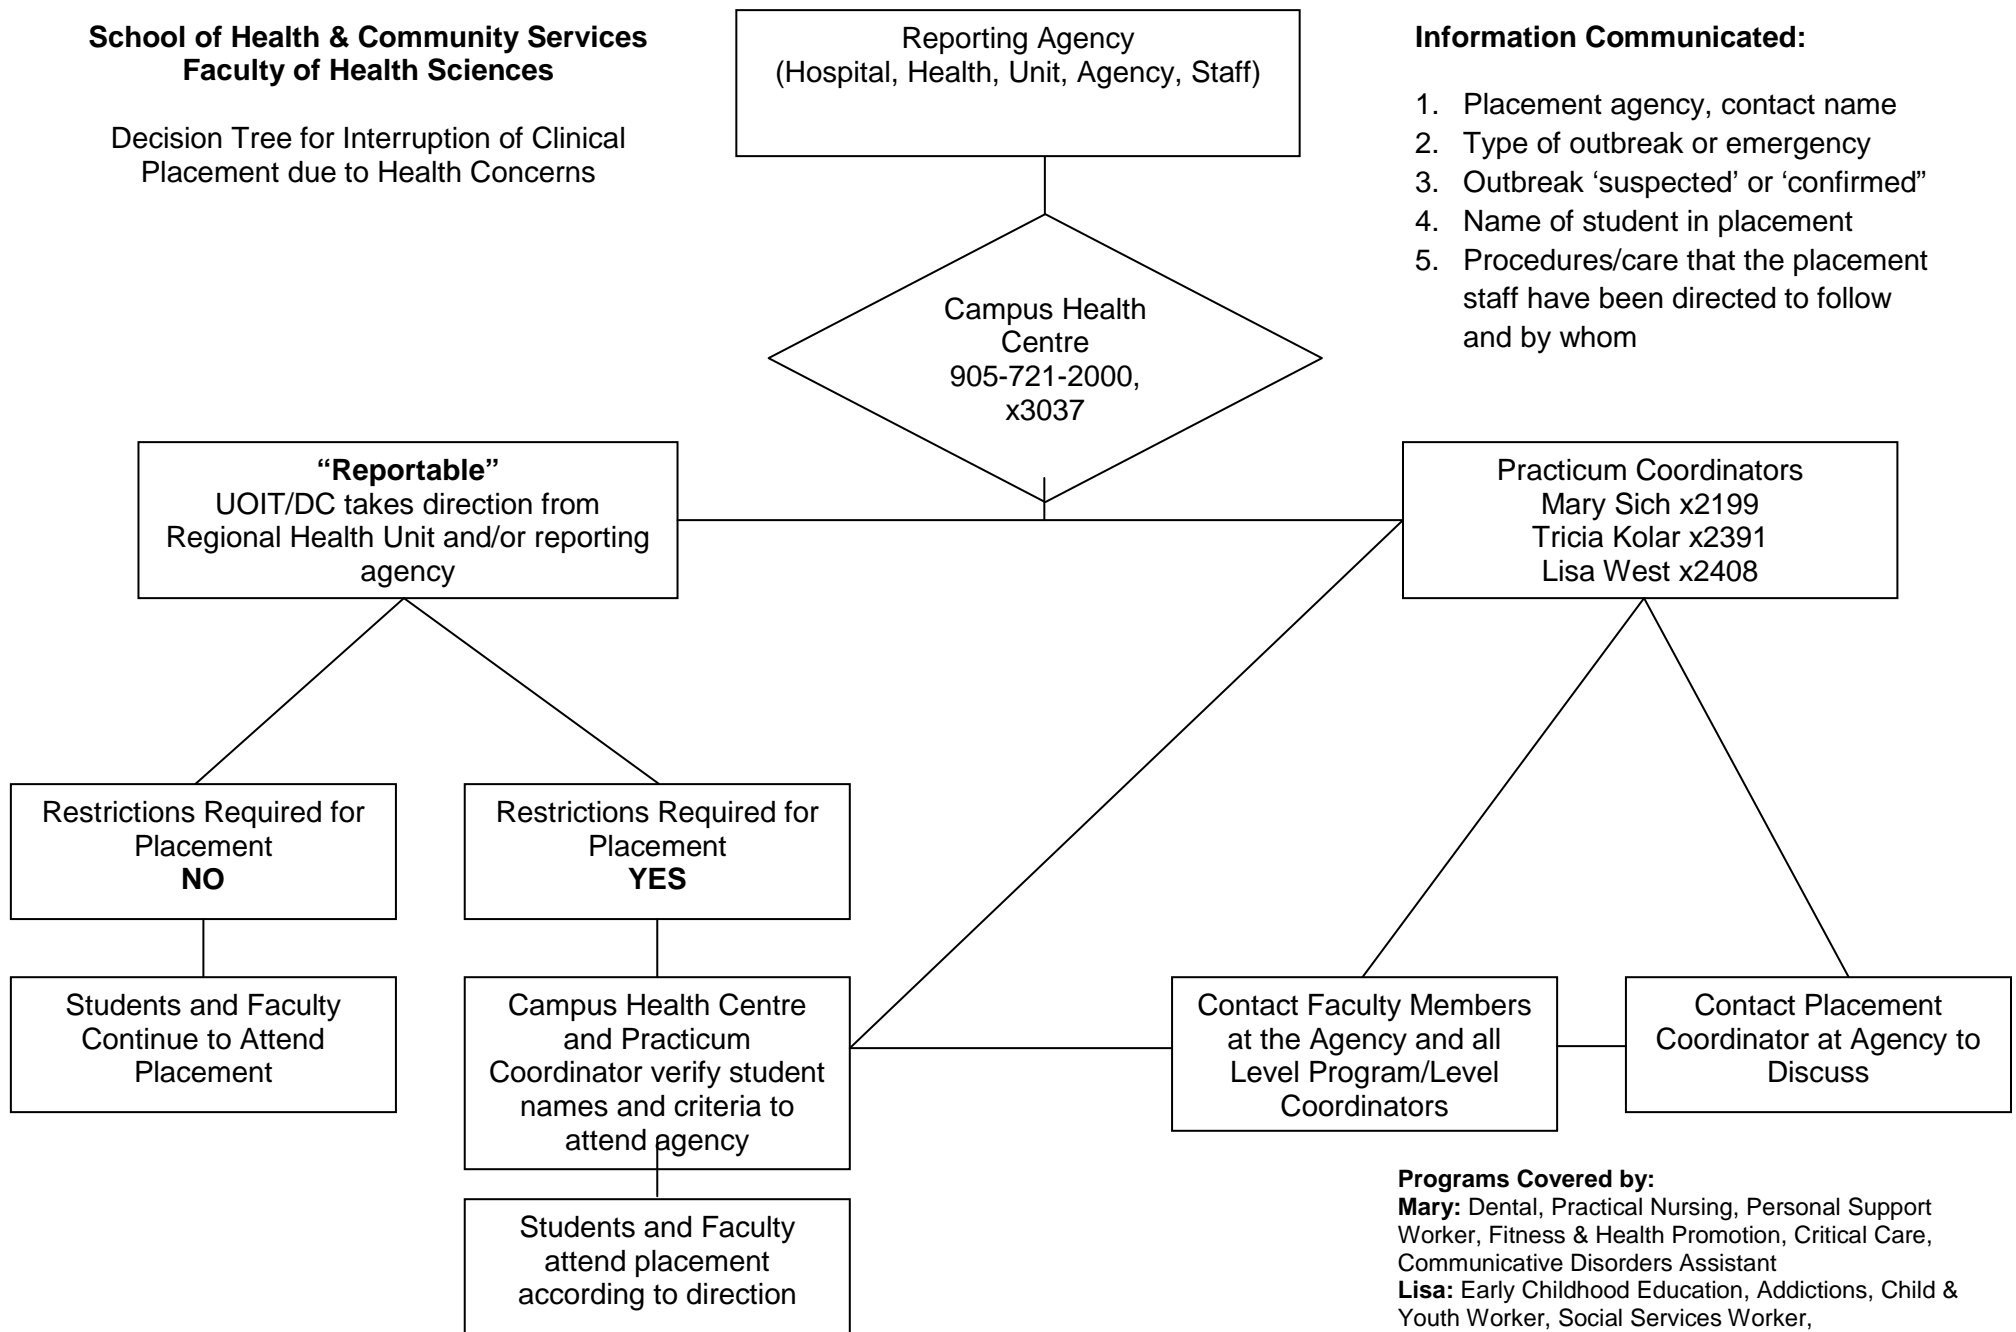 School of Health & Community Services
Faculty of Health Sciences
Decision Tree for Interruption of Clinical
Placement due to Health Concerns
Reporting Agency
(Hospital, Health, Unit, Agency, Staff)
Information Communicated:
1. Placement agency, contact name
2. Type of outbreak or emergency
3. Outbreak ‘suspected’ or ‘confirmed”
4. Name of student in placement
5. Procedures/care that the placement
staff have been directed to follow
and by whom
Campus Health
Centre
905-721-2000,
x3037
“Reportable”
UOIT/DC takes direction from
Regional Health Unit and/or reporting
agency
Practicum Coordinators
Mary Sich x2199
Tricia Kolar x2391
Lisa West x2408
Restrictions Required for
Placement
NO
Restrictions Required for
Placement
YES
Students and Faculty
Continue to Attend
Placement
Campus Health Centre
and Practicum
Coordinator verify student
names and criteria to
attend agency
Contact Faculty Members
at the Agency and all
Level Program/Level
Coordinators
Contact Placement
Coordinator at Agency to
Discuss
Students and Faculty
attend placement
according to direction
Programs Covered by:
Mary: Dental, Practical Nursing, Personal Support
Worker, Fitness & Health Promotion, Critical Care,
Communicative Disorders Assistant
Lisa: Early Childhood Education, Addictions, Child &
Youth Worker, Social Services Worker,